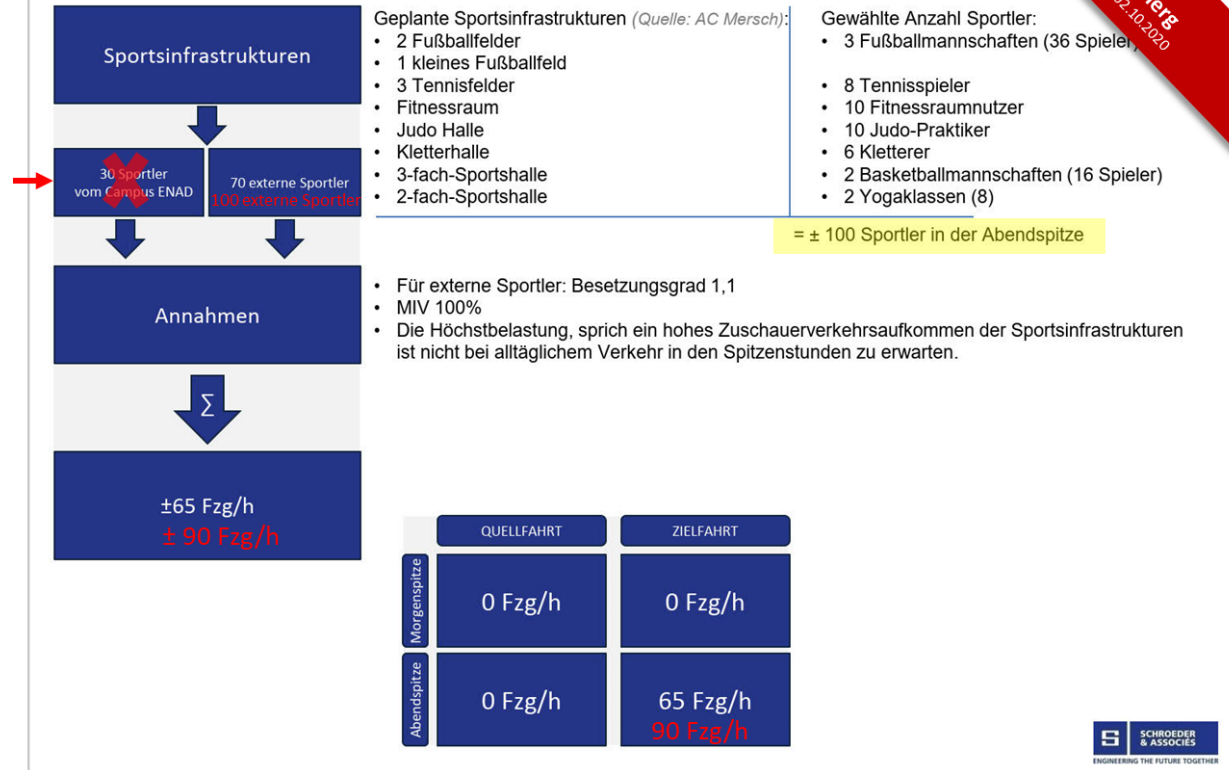 Sportsinfrastrukturen
30 Sportler
vom Campus ENAD
70 externe Sportler
100 externe Sportler
Annahmen
Σ
±65 Fzg/h
± 90 Fzg/h
Geplante Sportsinfrastrukturen (Quelle: AC Mersch):
• 2 Fußballfelder
• 1 kleines Fußballfeld
• 3 Tennisfelder
• Fitnessraum
• Judo Halle
• Kletterhalle
• 3-fach-Sportshalle
• 2-fach-Sportshalle
Gewählte Anzahl Sportler:
• 3 Fußballmannschaften (36 Spieler)
• 8 Tennisspieler
• 10 Fitnessraumnutzer
• 10 Judo-Praktiker
• 6 Kletterer
• 2 Basketballmannschaften (16 Spieler)
• 2 Yogaklassen (8)
= ± 100 Sportler in der Abendspitze
02.10.2020
• Für externe Sportler: Besetzungsgrad 1,1
• MIV 100%
• Die Höchstbelastung, sprich ein hohes Zuschauerverkehrsaufkommen der Sportsinfrastrukturen
ist nicht bei alltäglichem Verkehr in den Spitzenstunden zu erwarten.
QUELLFAHRT
ZIELFAHRT
Morgenspitze
0 Fzg/h
0 Fzg/h
Abendspitze
0 Fzg/h
65 Fzg/h
90 Fzg/h
S SCHROEDER
& ASSOCIÉS
ENGINEERING THE FUTURE TOGETHER